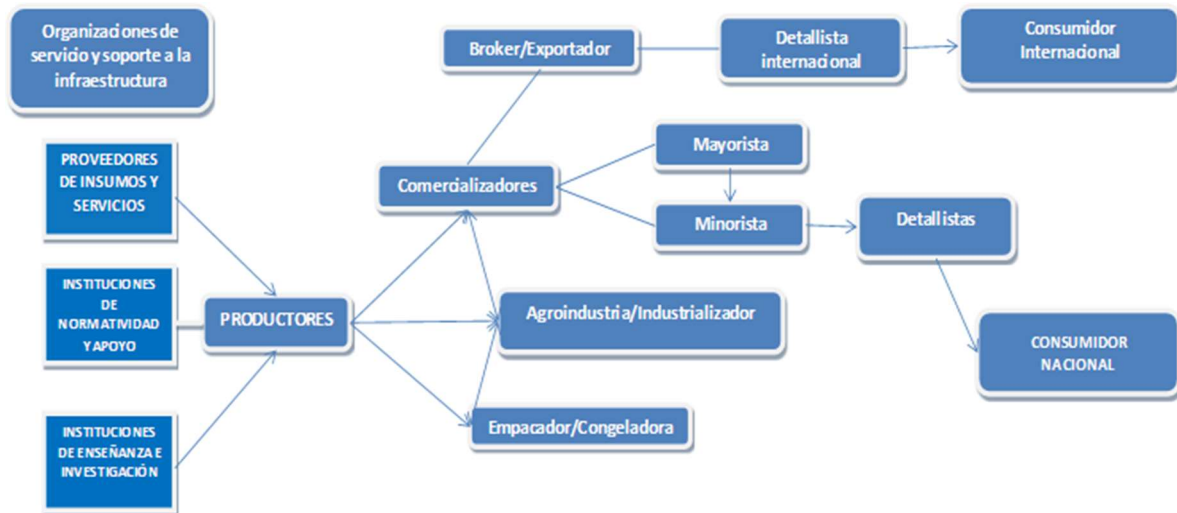 Organizaciones de
servicio y soporte a la
infraestructura
Broker/Exportador
Detallista
internacional
Consumidor
Internacional
PROVEEDORES
DE INSUMOS Y
SERVICIOS
Comercializadores
Mayorista
Minorista
Detallistas
INSTITUCIONES
DE
NORMATIVIDAD
Y APOYO
PRODUCTORES
Agroindustria/Industrializador
CONSUMIDOR
NACIONAL
Empacador/Congeladora
INSTITUCIONES
DE ENSEÑANZA E
INVESTIGACIÓN